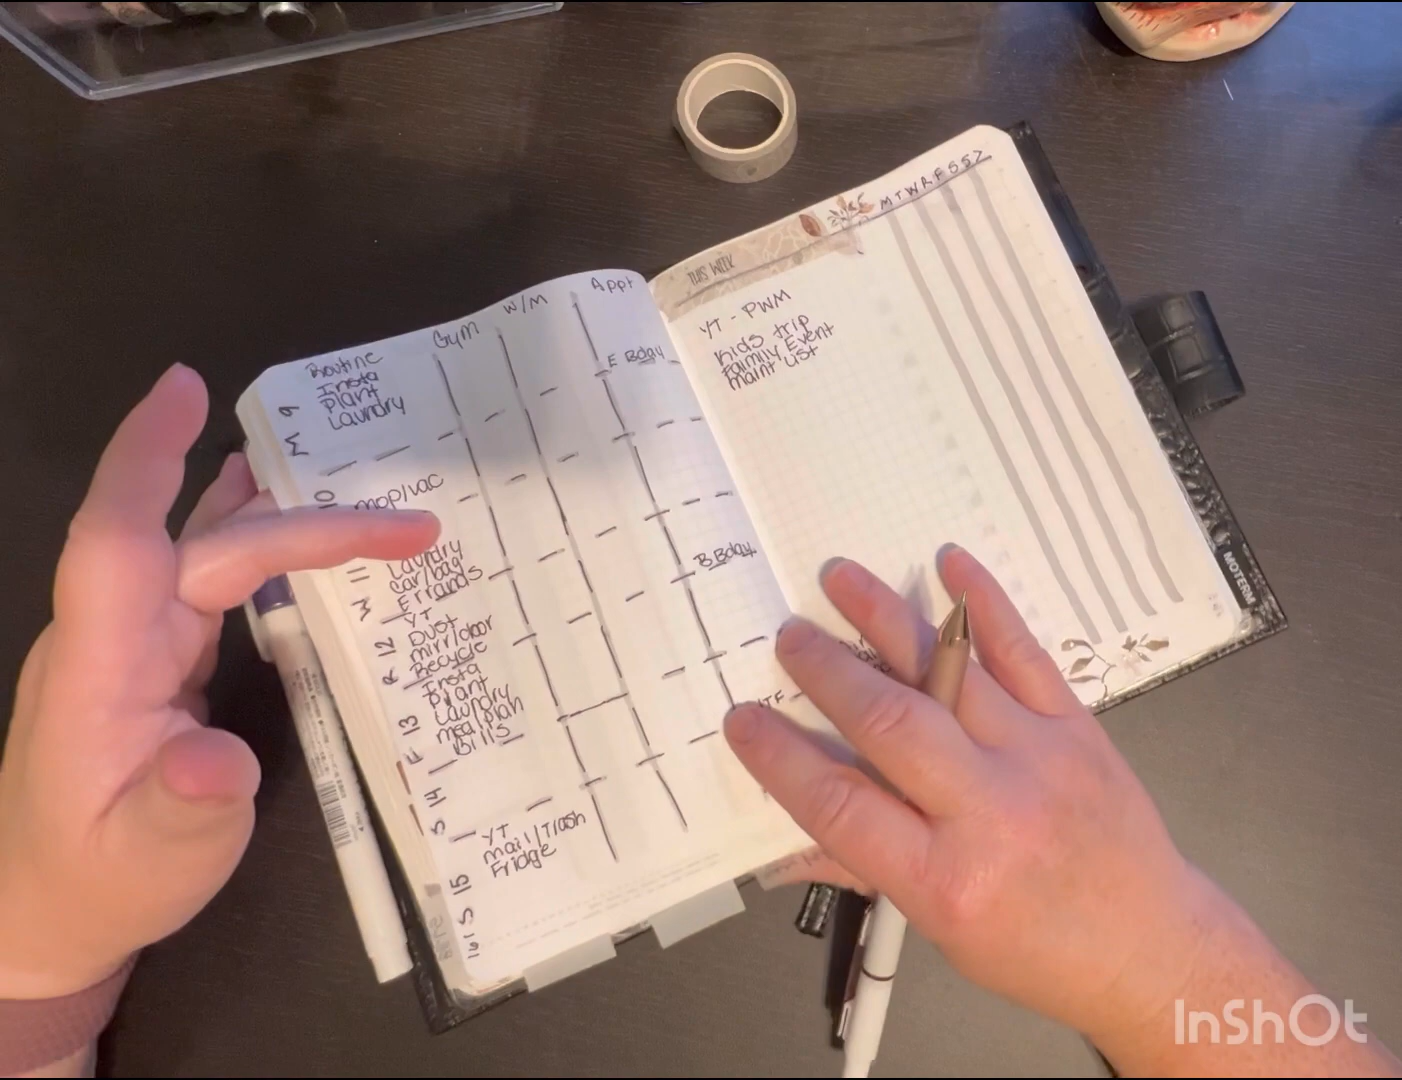 Routine
Insta
Plant
Laundry
M 9
Gym
W/M
Appt
E Bday
10
mop/vac
W 11
Laundry
car/bag
Errands
R 12
YT
Dust
mirr/door
Recycle
F 13
Insta
plant
Laundry
mealplan
Bills
S 14
S 15
YT
mail/Trash
Fridge
16
B Bday
THIS WEEK
M T W R F S S >
YT - PWM
Kids trip
Family Event
Maint List
MOTERM
InShOt